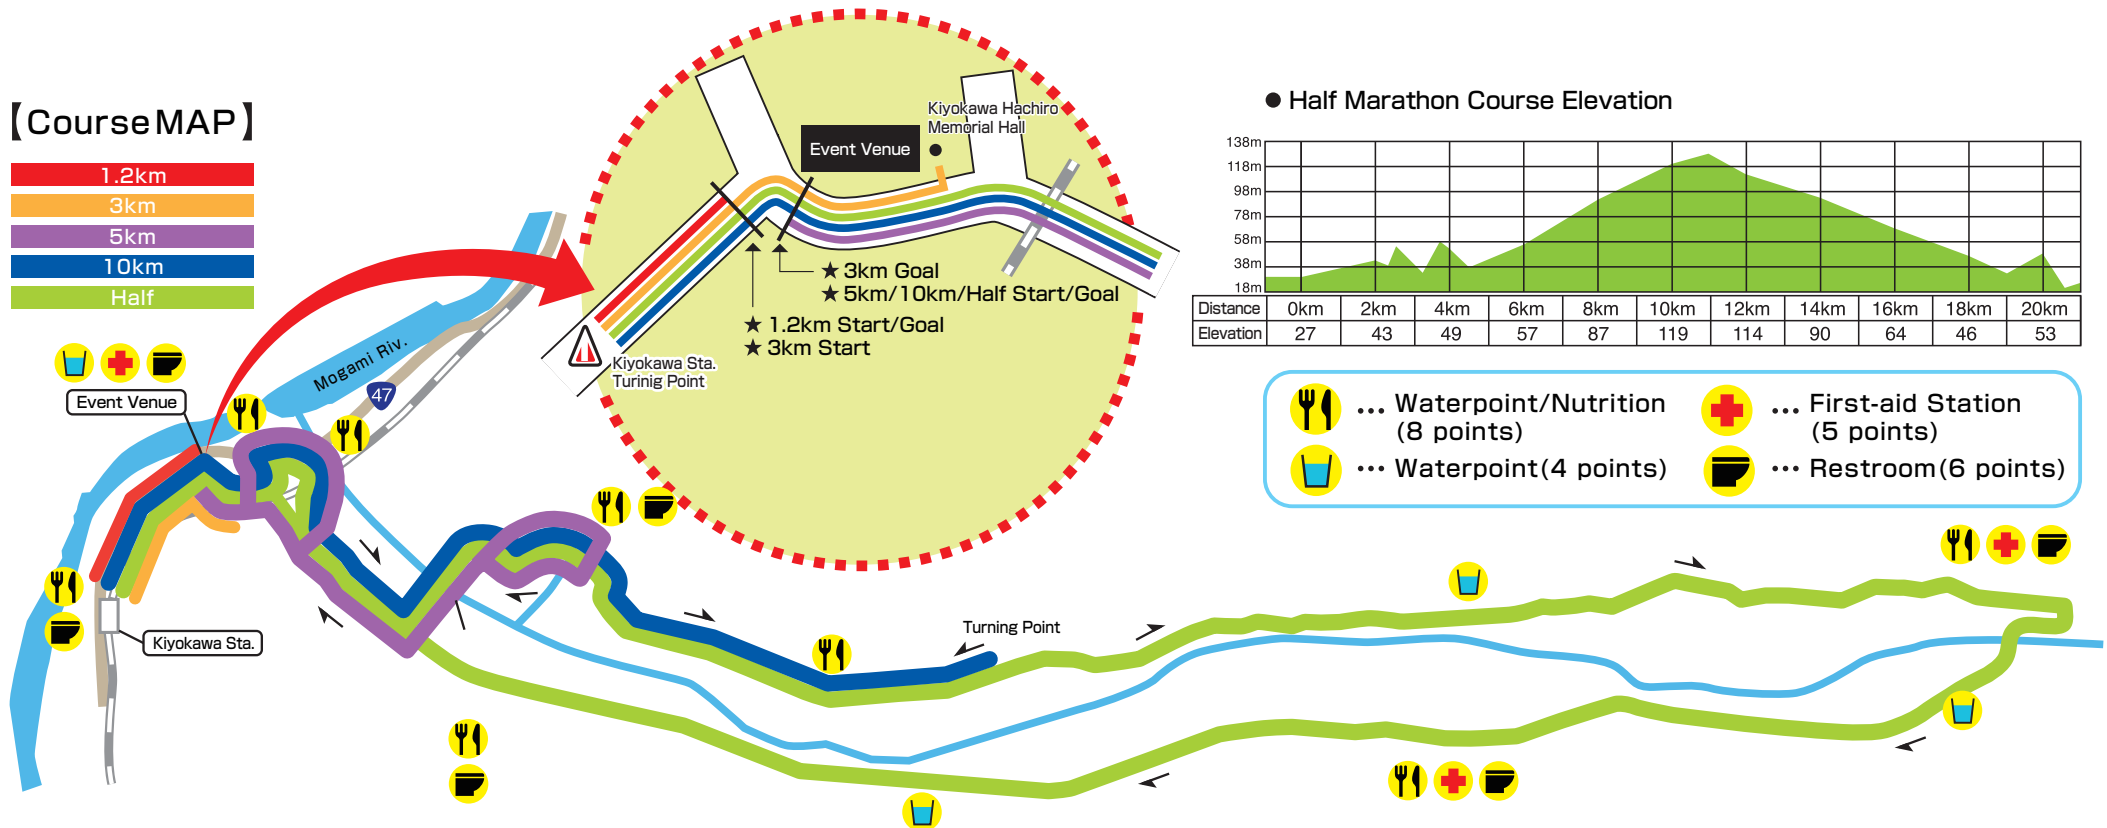 【CourseMAP】
1.2km
3km
5km
10km
Half
Kiyokawa Hachiro
Memorial Hall
Event Venue
★ 3km Goal
★ 5km/10km/Half Start/Goal
★ 1.2km Start/Goal
★ 3km Start
Kiyokawa Sta.
Turinig Point
● Half Marathon Course Elevation
138m
118m
98m
78m
58m
38m
18m
Distance 0km 2km 4km 6km 8km 10km 12km 14km 16km 18km 20km
Elevation 27 43 49 57 87 119 114 90 64 46 53
… Waterpoint/Nutrition
(8 points)
… Waterpoint(4 points)
… First-aid Station
(5 points)
… Restroom(6 points)
Mogami Riv.
47
Event Venue
Kiyokawa Sta.
Turning Point